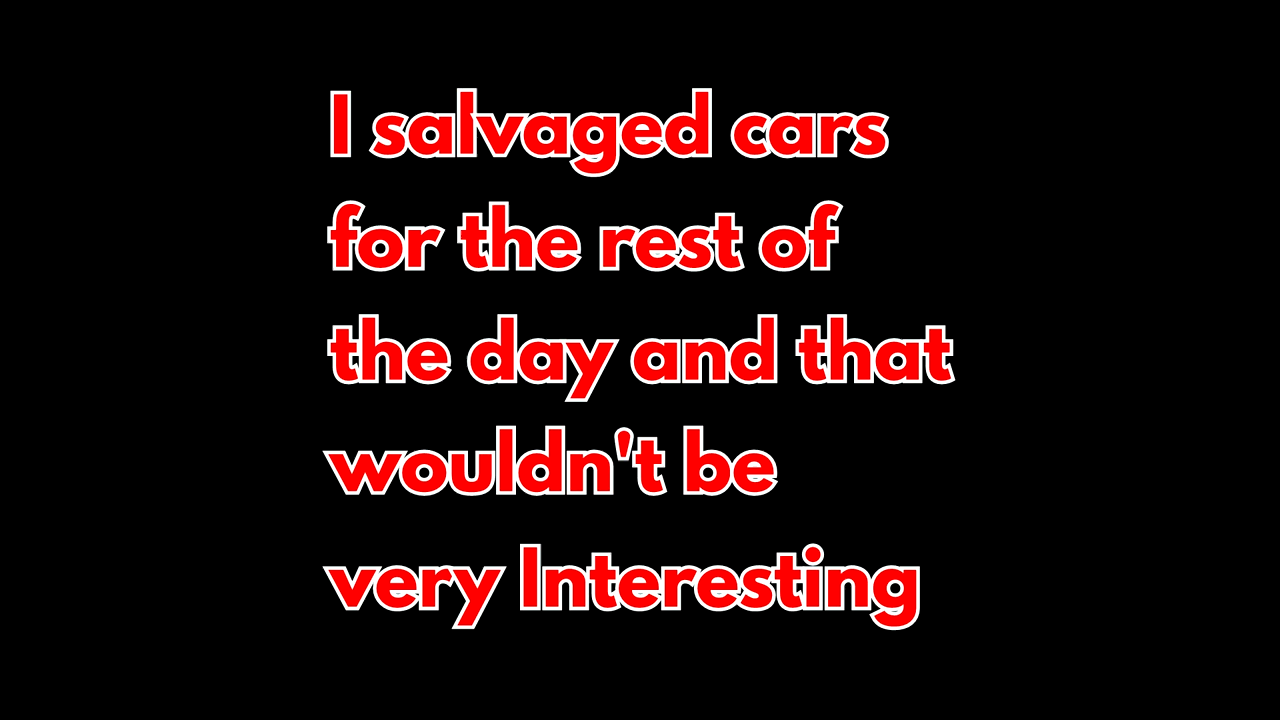 I salvaged cars
for the rest of
the day and that
wouldn't be
very Interesting